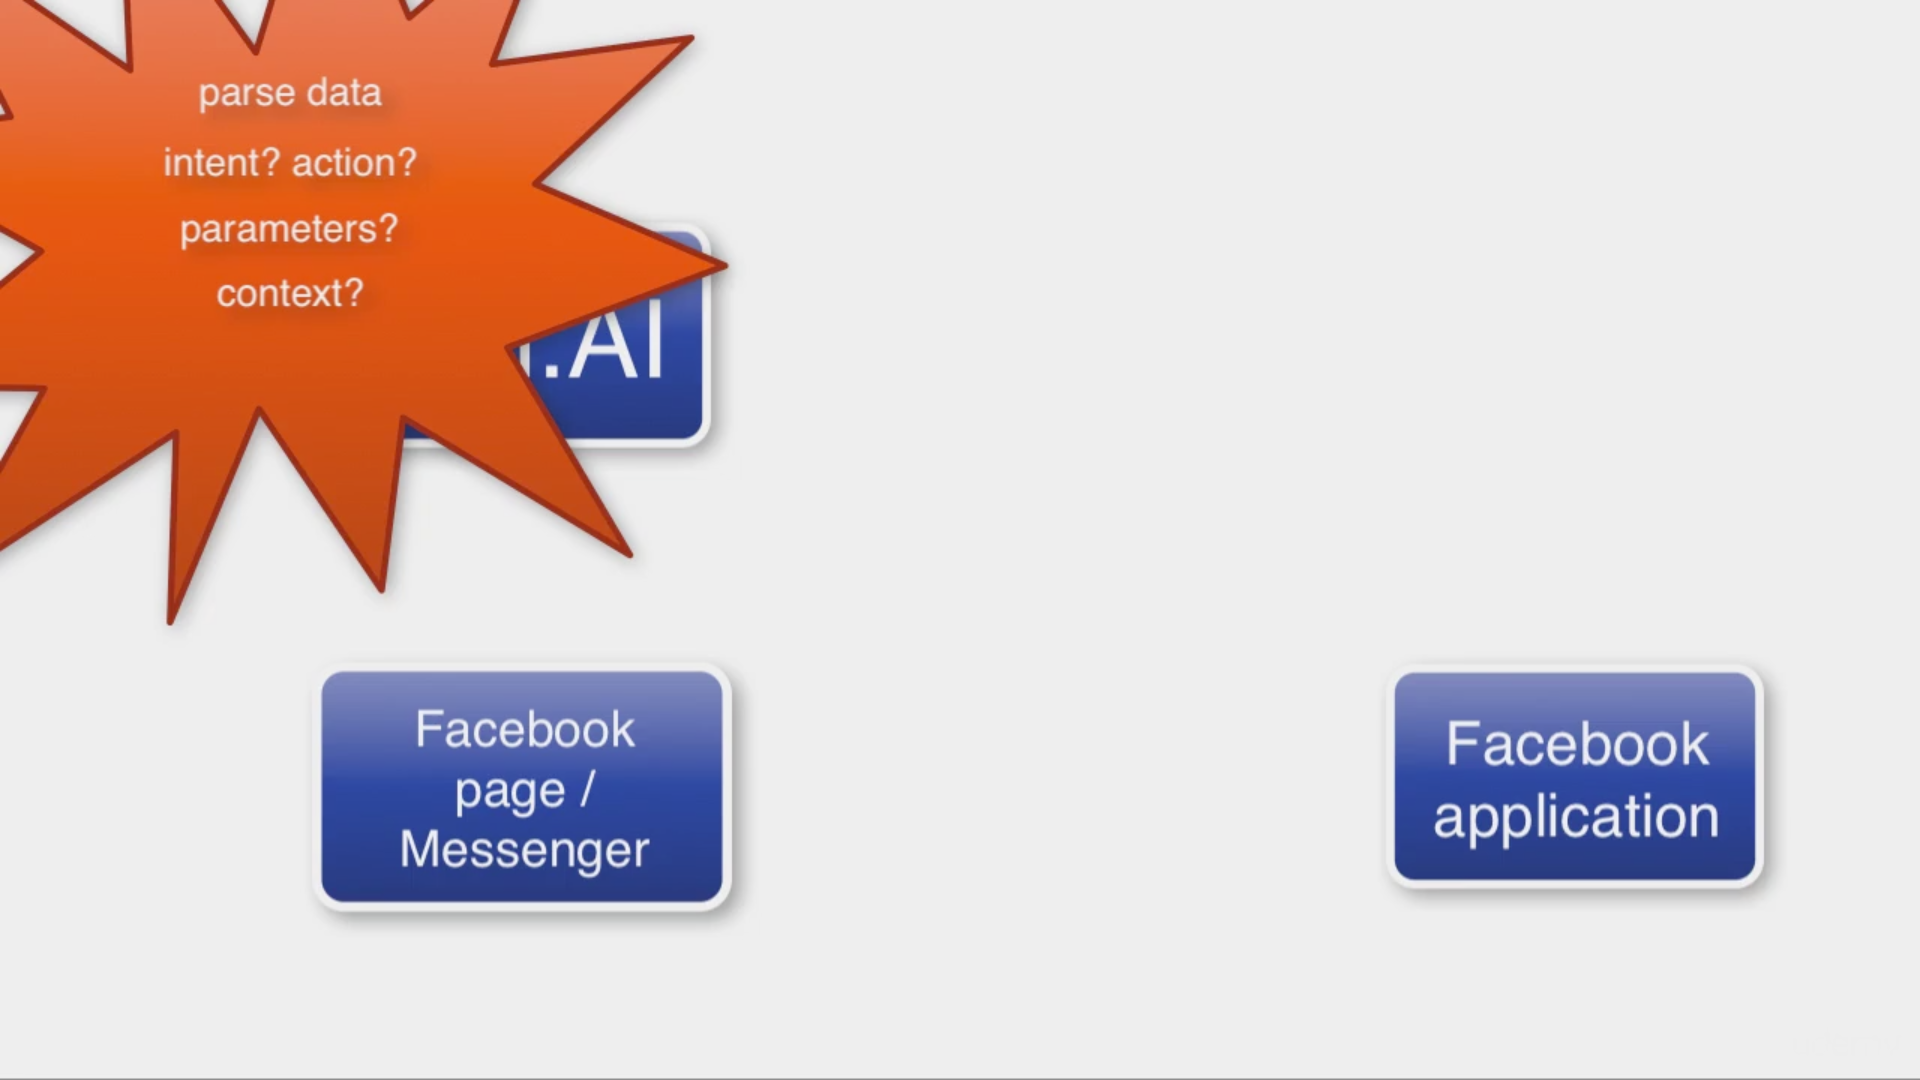 parse data
intent? action?
parameters?
context?
.AI
Facebook
page /
Messenger
Facebook
application